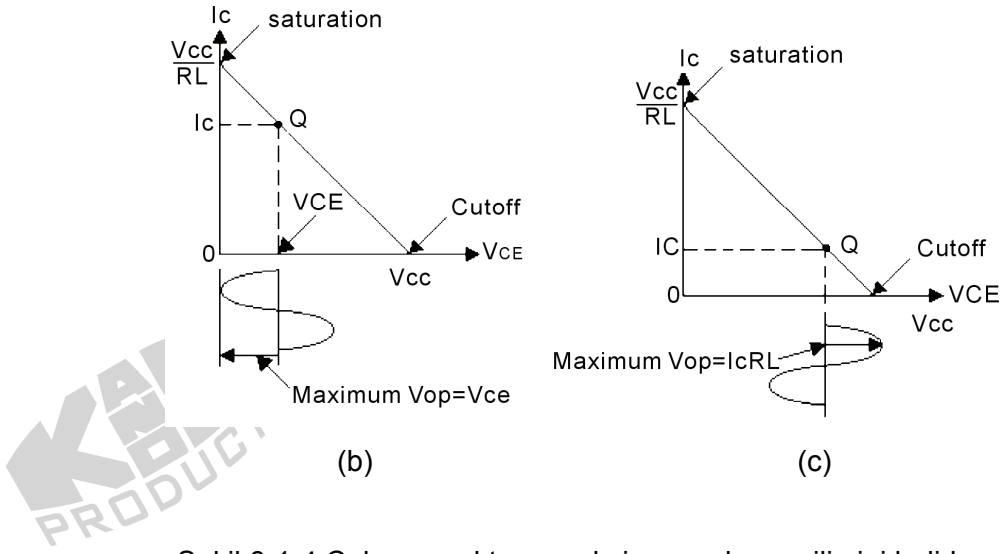 Ic
saturation
Vcc
RL
Ic
Q
VCE
Cutoff
0
VCE
Vcc
Maximum Vop=Vce
(b)
Ic
saturation
Vcc
RL
IC
Q
Cutoff
0
VCE
Vcc
Maximum Vop=IcRL
(c)
PRODUCT